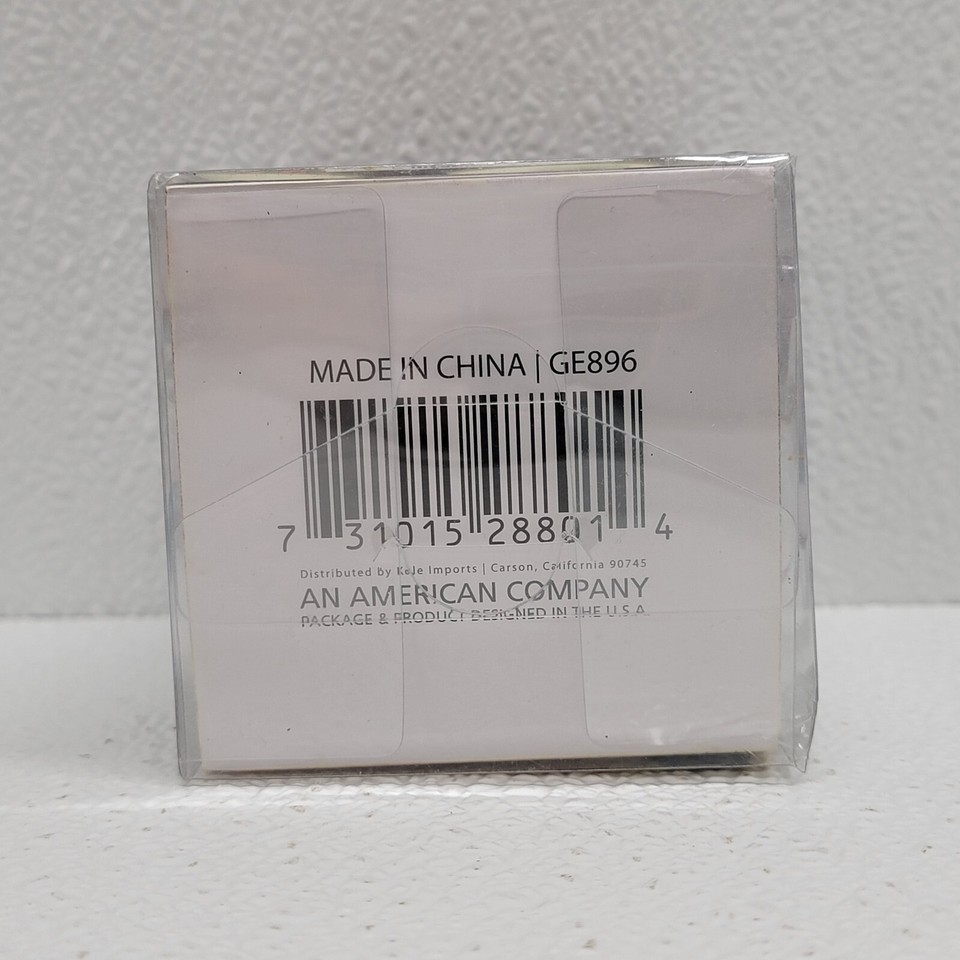 MADE IN CHINA | GE896
7 31015 28801 4
Distributed by Kole Imports | Carson, California 90745
AN AMERICAN COMPANY
PACKAGE & PRODUCT DESIGNED IN THE U.S.A.